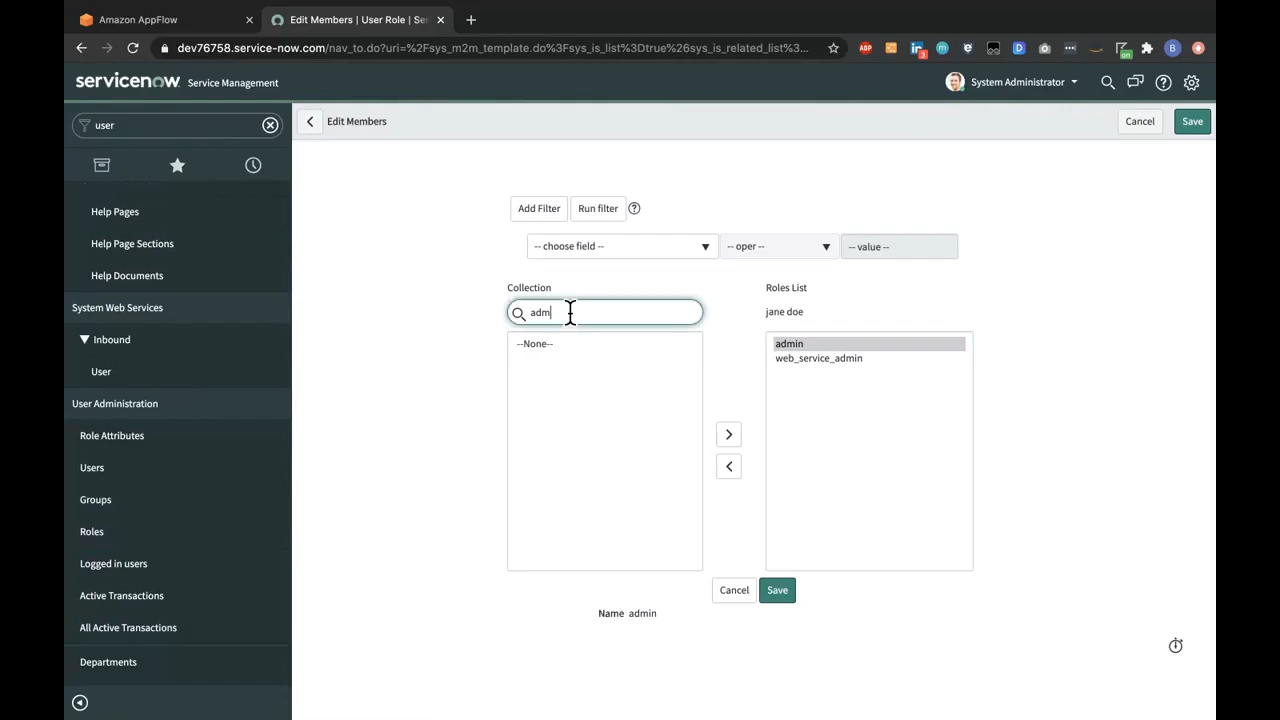 Amazon AppFlow
Edit Members | User Role | Ser
dev76758.service-now.com/nav_to.do?uri=%2Fsys_m2m_template.do%3Fsys_is_list%3Dtrue%26sys_is_related_list%3...
ABP
3
D
on
B
servicenow Service Management
System Administrator
user
Edit Members
Cancel
Save
Help Pages
Help Page Sections
Help Documents
System Web Services
Inbound
User
User Administration
Role Attributes
Users
Groups
Roles
Logged in users
Active Transactions
All Active Transactions
Departments
Add Filter
Run filter
-- choose field --
-- oper --
-- value --
Collection
adm
--None--
Roles List
jane doe
admin
web_service_admin
Cancel
Save
Name admin